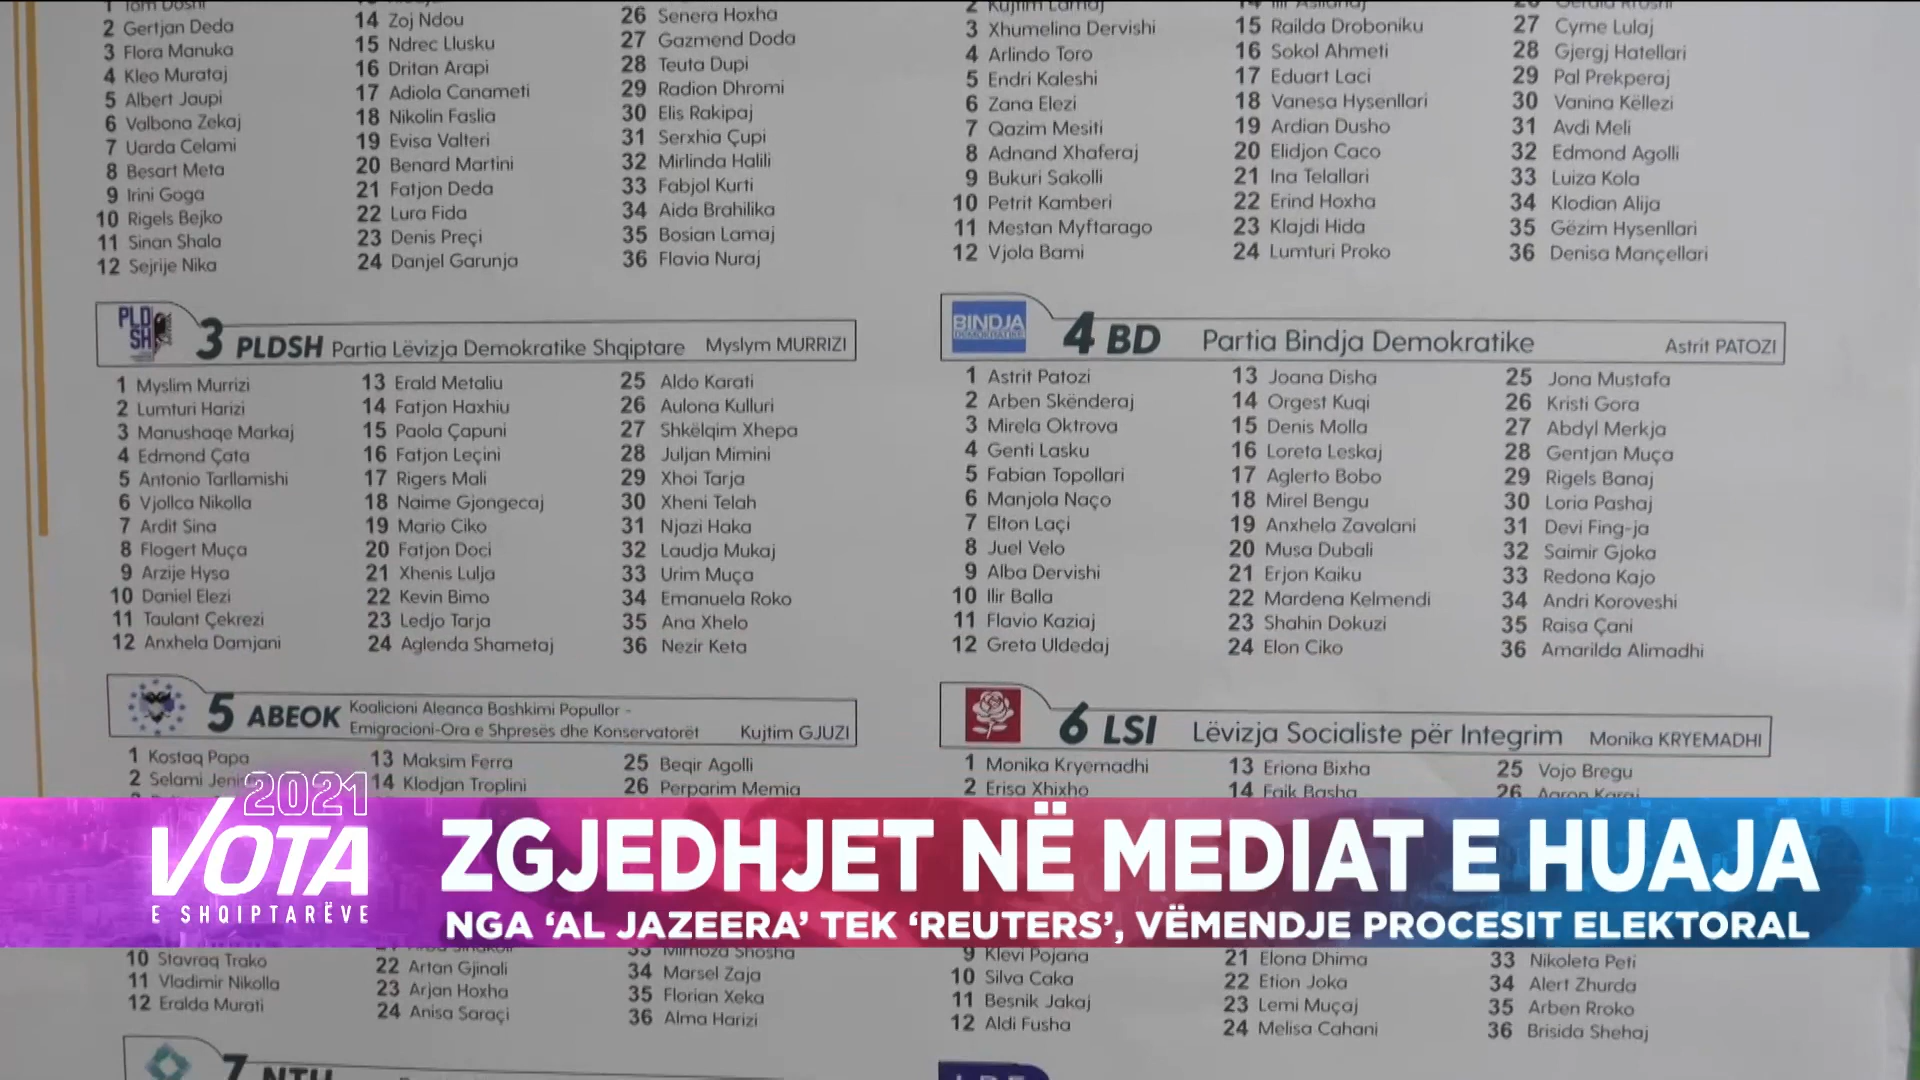 2 Gertjan Deda
3 Flora Manuka
4 Kleo Murataj
5 Albert Jaupi
6 Valbona Zekaj
7 Uarda Celami
8 Besart Meta
9 Irini Goga
10 Rigels Bejko
11 Sinan Shala
12 Sejrije Nika
14 Zoj Ndou
15 Ndrec Llusku
16 Dritan Arapi
17 Adiola Canameti
18 Nikolin Faslia
19 Evisa Valteri
20 Benard Martini
21 Fatjon Deda
22 Lura Fida
23 Denis Preçi
24 Danjel Garunja
26 Senera Hoxha
27 Gazmend Doda
28 Teuta Dupi
29 Radion Dhromi
30 Elis Rakipaj
31 Serxhia Çupi
32 Mirlinda Halili
33 Fabjol Kurti
34 Aida Brahilika
35 Bosian Lamaj
36 Flavia Nuraj
2 Kujtim Lamaj
3 Xhumelina Dervishi
4 Arlindo Toro
5 Endri Kaleshi
6 Zana Elezi
7 Qazim Mesiti
8 Adnand Xhaferaj
9 Bukuri Sakolli
10 Petrit Kamberi
11 Mestan Myftarago
12 Vjola Bami
15 Railda Droboniku
16 Sokol Ahmeti
17 Eduart Laci
18 Vanesa Hysenllari
19 Ardian Dusho
20 Elidjon Caco
21 Ina Telallari
22 Erind Hoxha
23 Klajdi Hida
24 Lumturi Proko
27 Cyme Lulaj
28 Gjergj Hatellari
29 Pal Prekperaj
30 Vanina Këllezi
31 Avdi Meli
32 Edmond Agolli
33 Luiza Kola
34 Klodian Alija
35 Gëzim Hysenllari
36 Denisa Mançellari
PLD SH 3 PLDSH Partia Lëvizja Demokratike Shqiptare Myslym MURRIZI
1 Myslim Murrizi
2 Lumturi Harizi
3 Manushaqe Markaj
4 Edmond Çata
5 Antonio Tarllamishi
6 Vjollca Nikolla
7 Ardit Sina
8 Flogert Muça
9 Arzije Hysa
10 Daniel Elezi
11 Taulant Çekrezi
12 Anxhela Damjani
13 Erald Metaliu
14 Fatjon Haxhiu
15 Paola Çapuni
16 Fatjon Leçini
17 Rigers Mali
18 Naime Gjongecaj
19 Mario Ciko
20 Fatjon Doci
21 Xhenis Lulja
22 Kevin Bimo
23 Ledjo Tarja
24 Aglenda Shametaj
25 Aldo Karati
26 Aulona Kulluri
27 Shkëlqim Xhepa
28 Juljan Mimini
29 Xhoi Tarja
30 Xheni Telah
31 Njazi Haka
32 Laudja Mukaj
33 Urim Muça
34 Emanuela Roko
35 Ana Xhelo
36 Nezir Keta
BINDJA DEMOKRATIKE 4 BD Partia Bindja Demokratike Astrit PATOZI
1 Astrit Patozi
2 Arben Skënderaj
3 Mirela Oktrova
4 Genti Lasku
5 Fabian Topollari
6 Manjola Naço
7 Elton Laçi
8 Juel Velo
9 Alba Dervishi
10 Ilir Balla
11 Flavio Kaziaj
12 Greta Uldedaj
13 Joana Disha
14 Orgest Kuqi
15 Denis Molla
16 Loreta Leskaj
17 Aglerto Bobo
18 Mirel Bengu
19 Anxhela Zavalani
20 Musa Dubali
21 Erjon Kaiku
22 Mardena Kelmendi
23 Shahin Dokuzi
24 Elon Ciko
25 Jona Mustafa
26 Kristi Gora
27 Abdyl Merkja
28 Gentjan Muça
29 Rigels Banaj
30 Loria Pashaj
31 Devi Fing-ja
32 Saimir Gjoka
33 Redona Kajo
34 Andri Koroveshi
35 Raisa Çani
36 Amarilda Alimadhi
5 ABEOK Koalicioni Aleanca Bashkimi Popullor -
Emigracioni-Ora e Shpresës dhe Konservatorët Kujtim GJUZI
1 Kostaq Papa
2 Selami
13 Maksim Ferra
14 Klodjan Troplini
25 Beqir Agolli
26 Perparim Memia
10 Stavraq Trako
11 Vladimir Nikolla
12 Eralda Murati
22 Artan Gjinali
23 Arjan Hoxha
24 Anisa Saraçi
33 Mimoza Shosha
34 Marsel Zaja
35 Florian Xeka
36 Alma Harizi
6 LSI Lëvizja Socialiste për Integrim Monika KRYEMADHI
1 Monika Kryemadhi
2 Erisa Xhixho
13 Eriona Bixha
14 Faik Basha
25 Vojo Bregu
26
9 Klevi Pojana
10 Silva Caka
11 Besnik Jakaj
12 Aldi Fusha
21 Elona Dhima
22 Etion Joka
23 Lemi Muçaj
24 Melisa Cahani
33 Nikoleta Peti
34 Alert Zhurda
35 Arben Rroko
36 Brisida Shehaj
2021
VOTA
E SHQIPTARËVE
ZGJEDHJET NË MEDIAT E HUAJA
NGA ‘AL JAZEERA’ TEK ‘REUTERS’, VËMENDJE PROCESIT ELEKTORAL